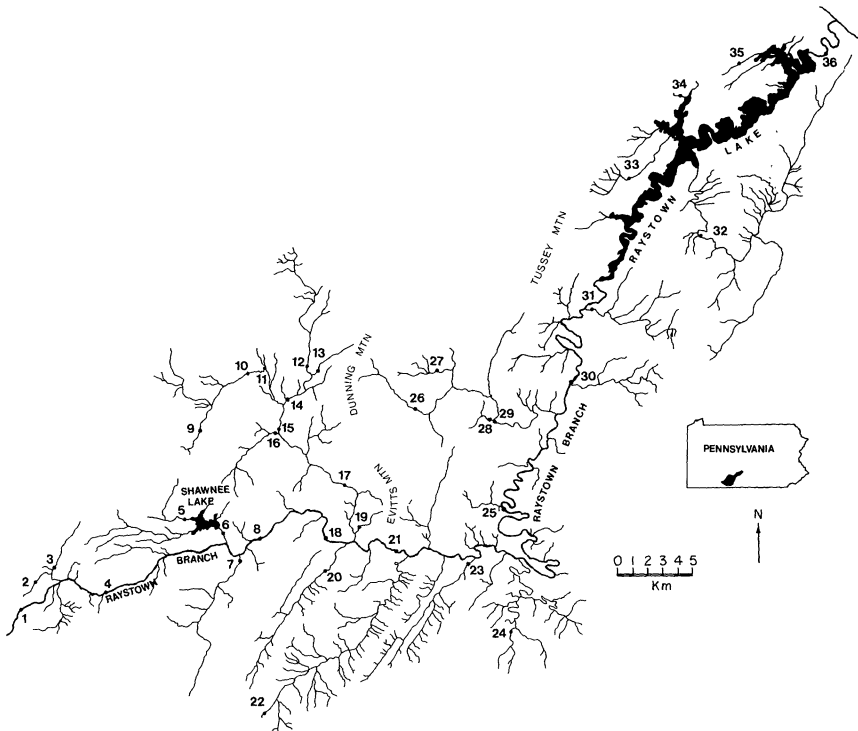 35
36
34
LAKE
33
RAYSTOWN
32
TUSSEY MTN
31
12
13
27
10
11
DUNNING MTN
30
14
26
9
15
16
28
29
BRANCH
PENNSYLVANIA
17
EVITTS MTN
SHAWNEE
LAKE
5
6
25
RAYSTOWN
N
19
8
18
21
3
BRANCH
7
2
4
RAYSTOWN
20
23
0 1 2 3 4 5
Km
1
24
22